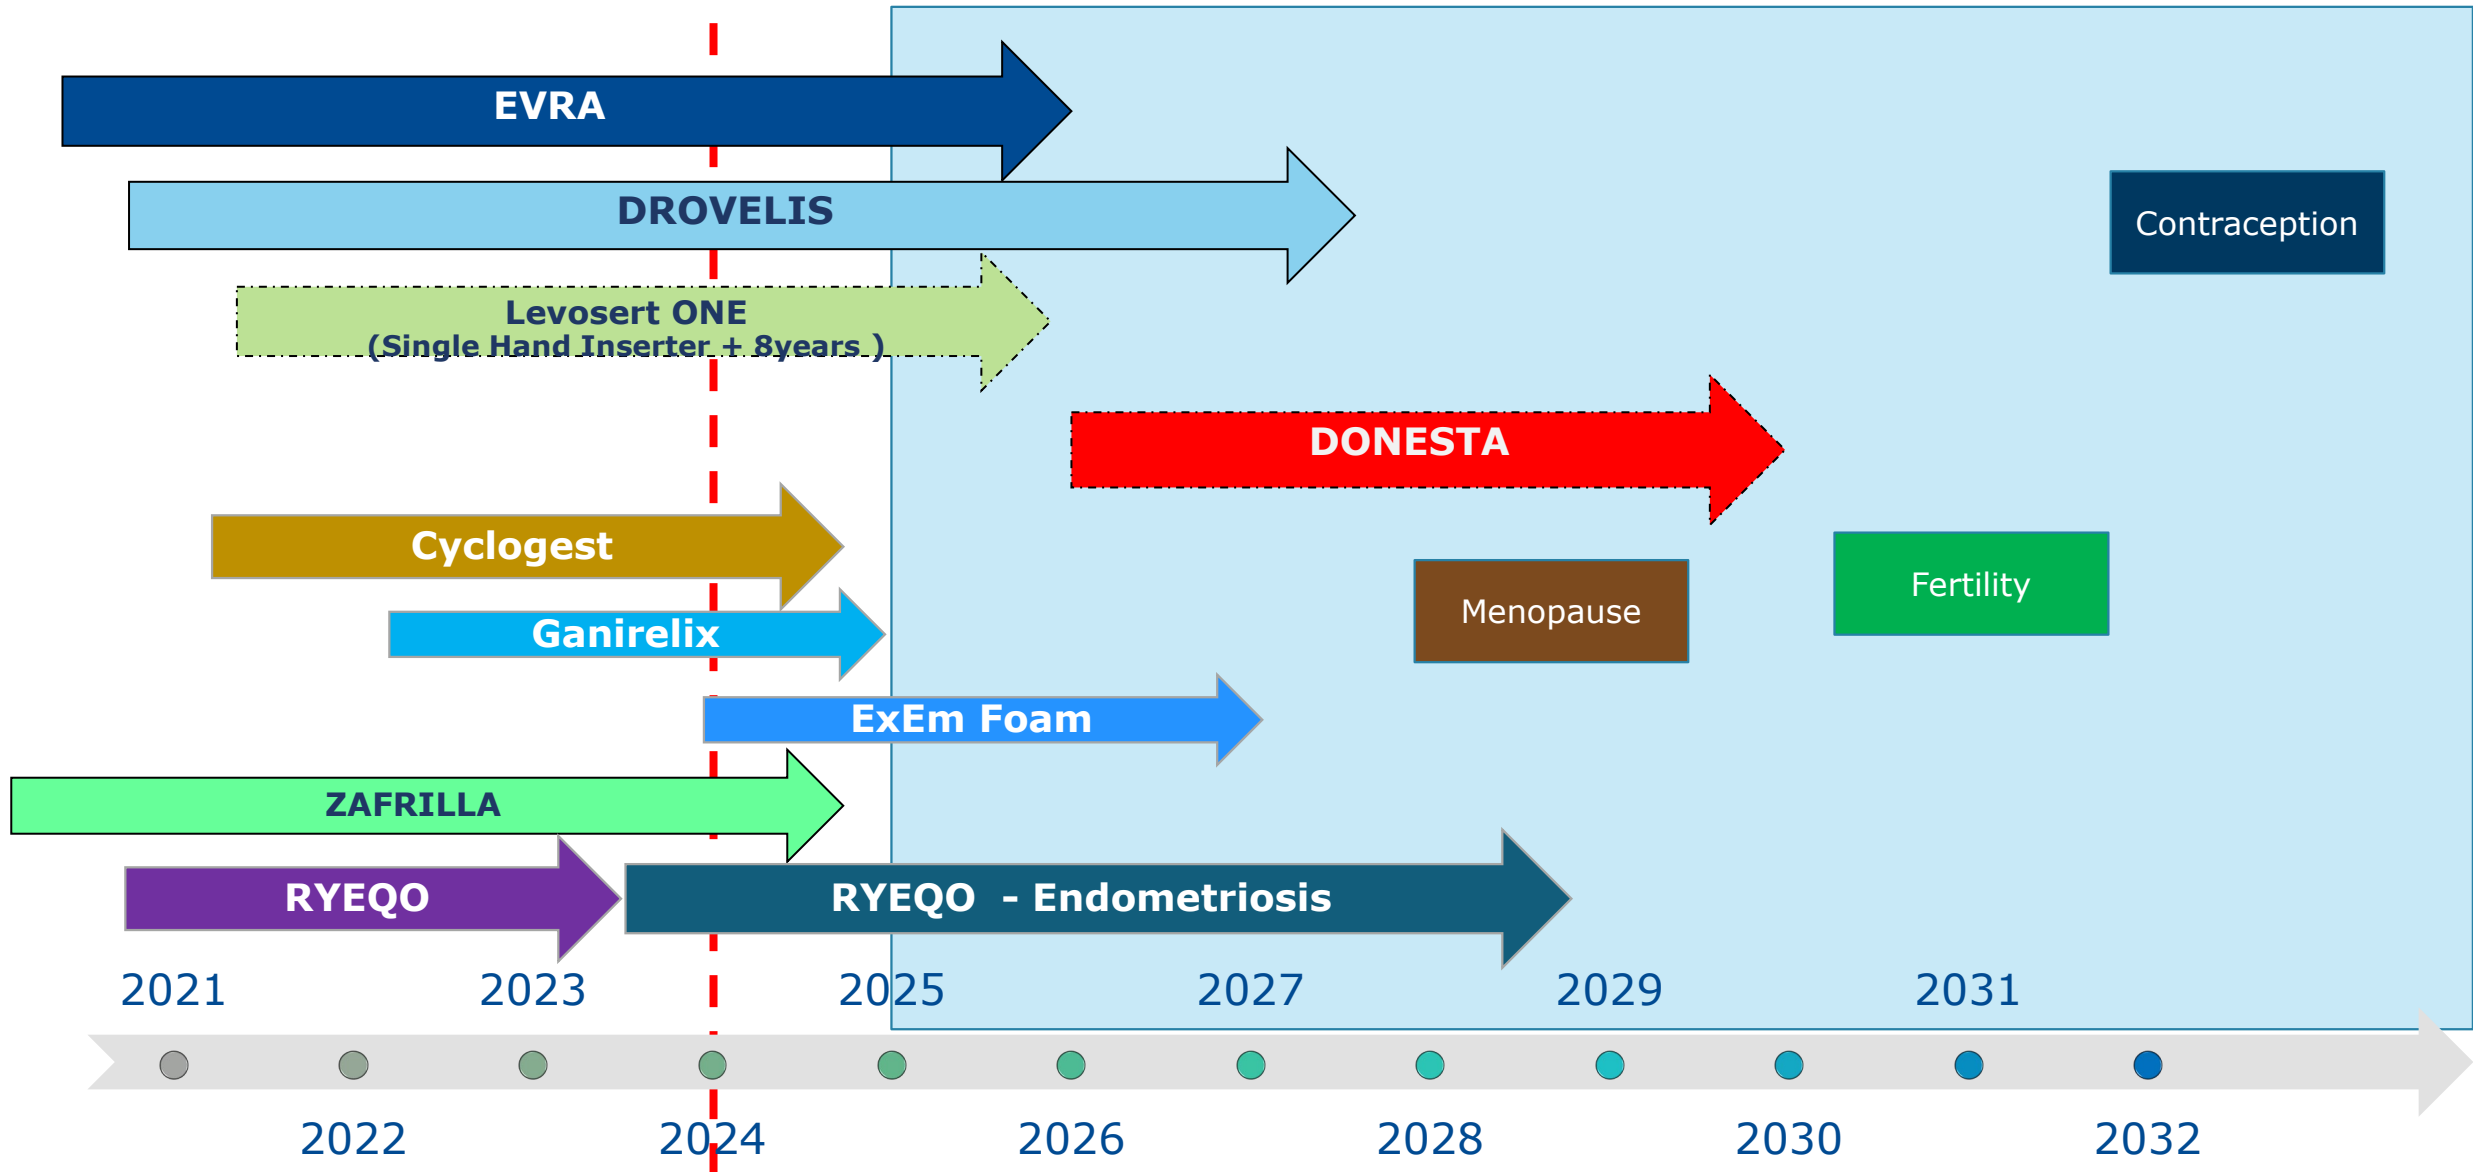 EVRA
DROVELIS
Contraception
Levosert ONE
(Single Hand Inserter + 8years )
DONESTA
Cyclogest
Fertility
Menopause
Ganirelix
ExEm Foam
ZAFRILLA
RYEQO
RYEQO - Endometriosis
2021 2023 2025 2027 2029 2031
2022 2024 2026 2028 2030 2032